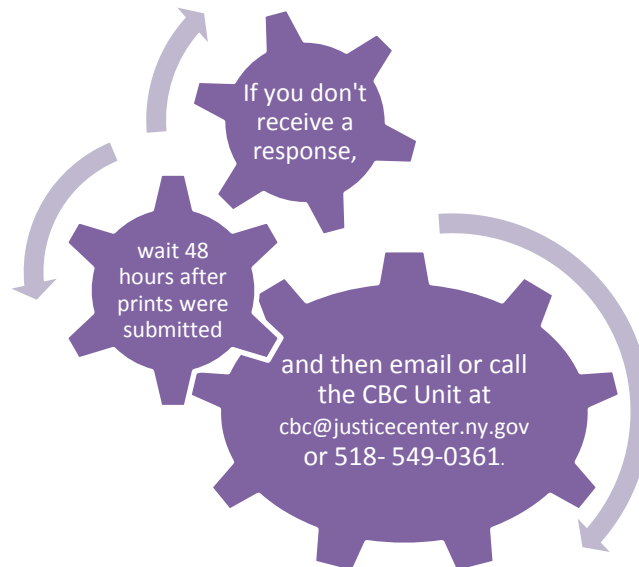 If you don't
receive a
response,
wait 48
hours after
prints were
submitted
and then email or call
the CBC Unit at
cbc@justicecenter.ny.gov
or 518- 549-0361.